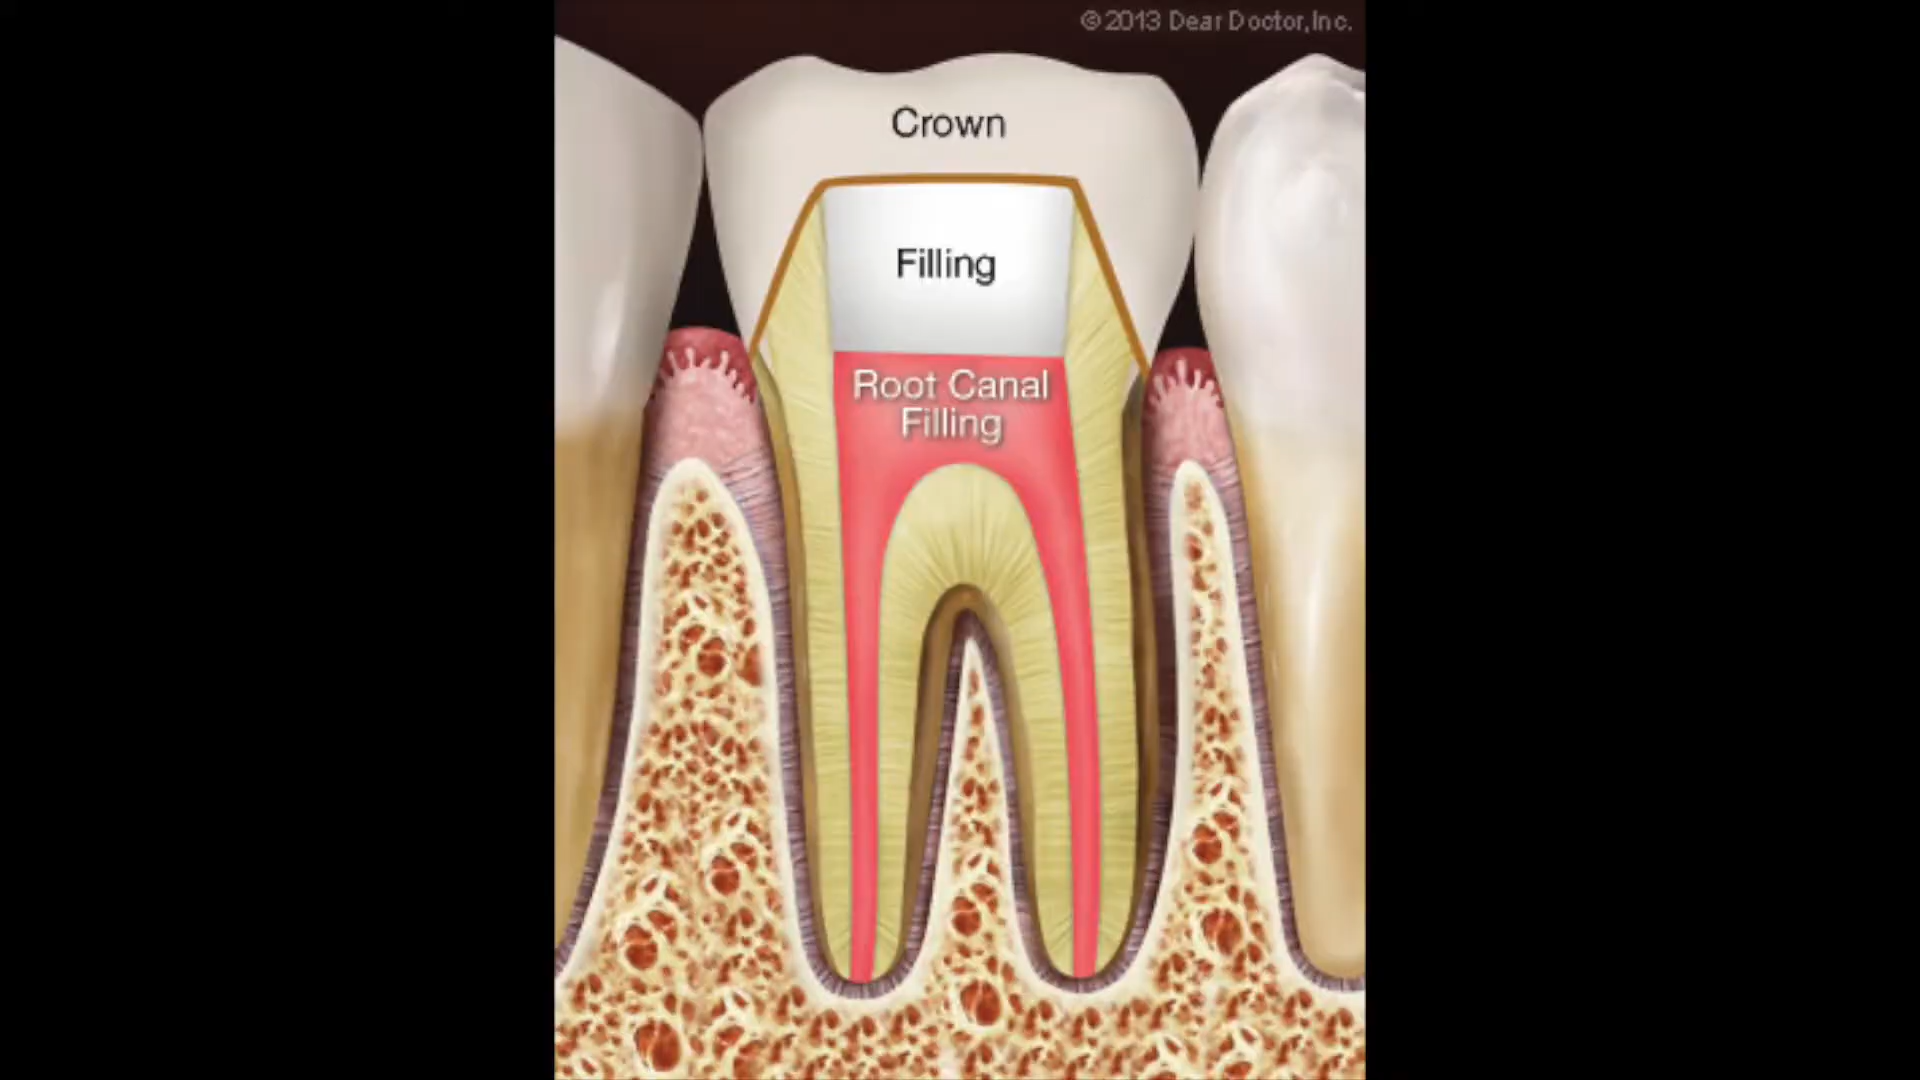 © 2013 Dear Doctor, Inc.
Crown
Filling
Root Canal
Filling